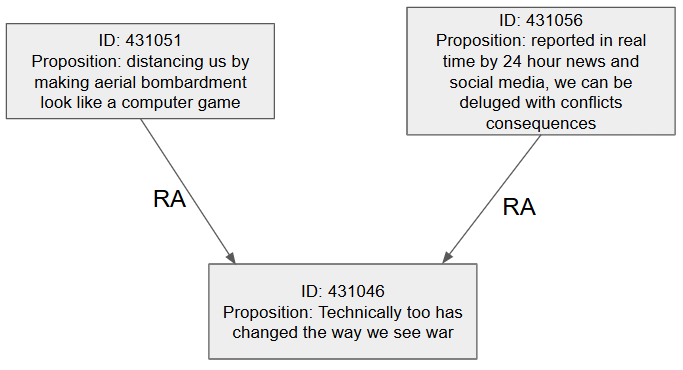 ID: 431051
Proposition: distancing us by
making aerial bombardment
look like a computer game
ID: 431056
Proposition: reported in real
time by 24 hour news and
social media, we can be
deluged with conflicts
consequences
RA
RA
ID: 431046
Proposition: Technically too has
changed the way we see war